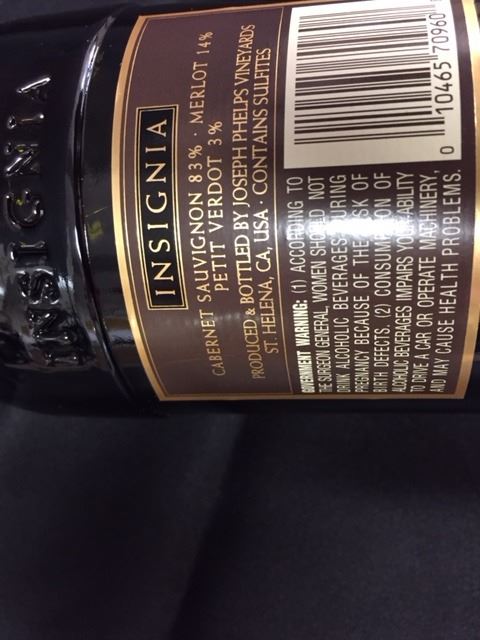 INSIGNIA
INSIGNIA
CABERNET SAUVIGNON 83% · MERLOT 14%
PETIT VERDOT 3%
PRODUCED & BOTTLED BY JOSEPH PHELPS VINEYARDS
ST. HELENA, CA, USA · CONTAINS SULFITES
GOVERNMENT WARNING: (1) ACCORDING TO
THE SURGEON GENERAL, WOMEN SHOULD NOT
DRINK ALCOHOLIC BEVERAGES DURING
PREGNANCY BECAUSE OF THE RISK OF
BIRTH DEFECTS. (2) CONSUMPTION OF
ALCOHOLIC BEVERAGES IMPAIRS YOUR ABILITY
TO DRIVE A CAR OR OPERATE MACHINERY,
AND MAY CAUSE HEALTH PROBLEMS.
0 10465 70960